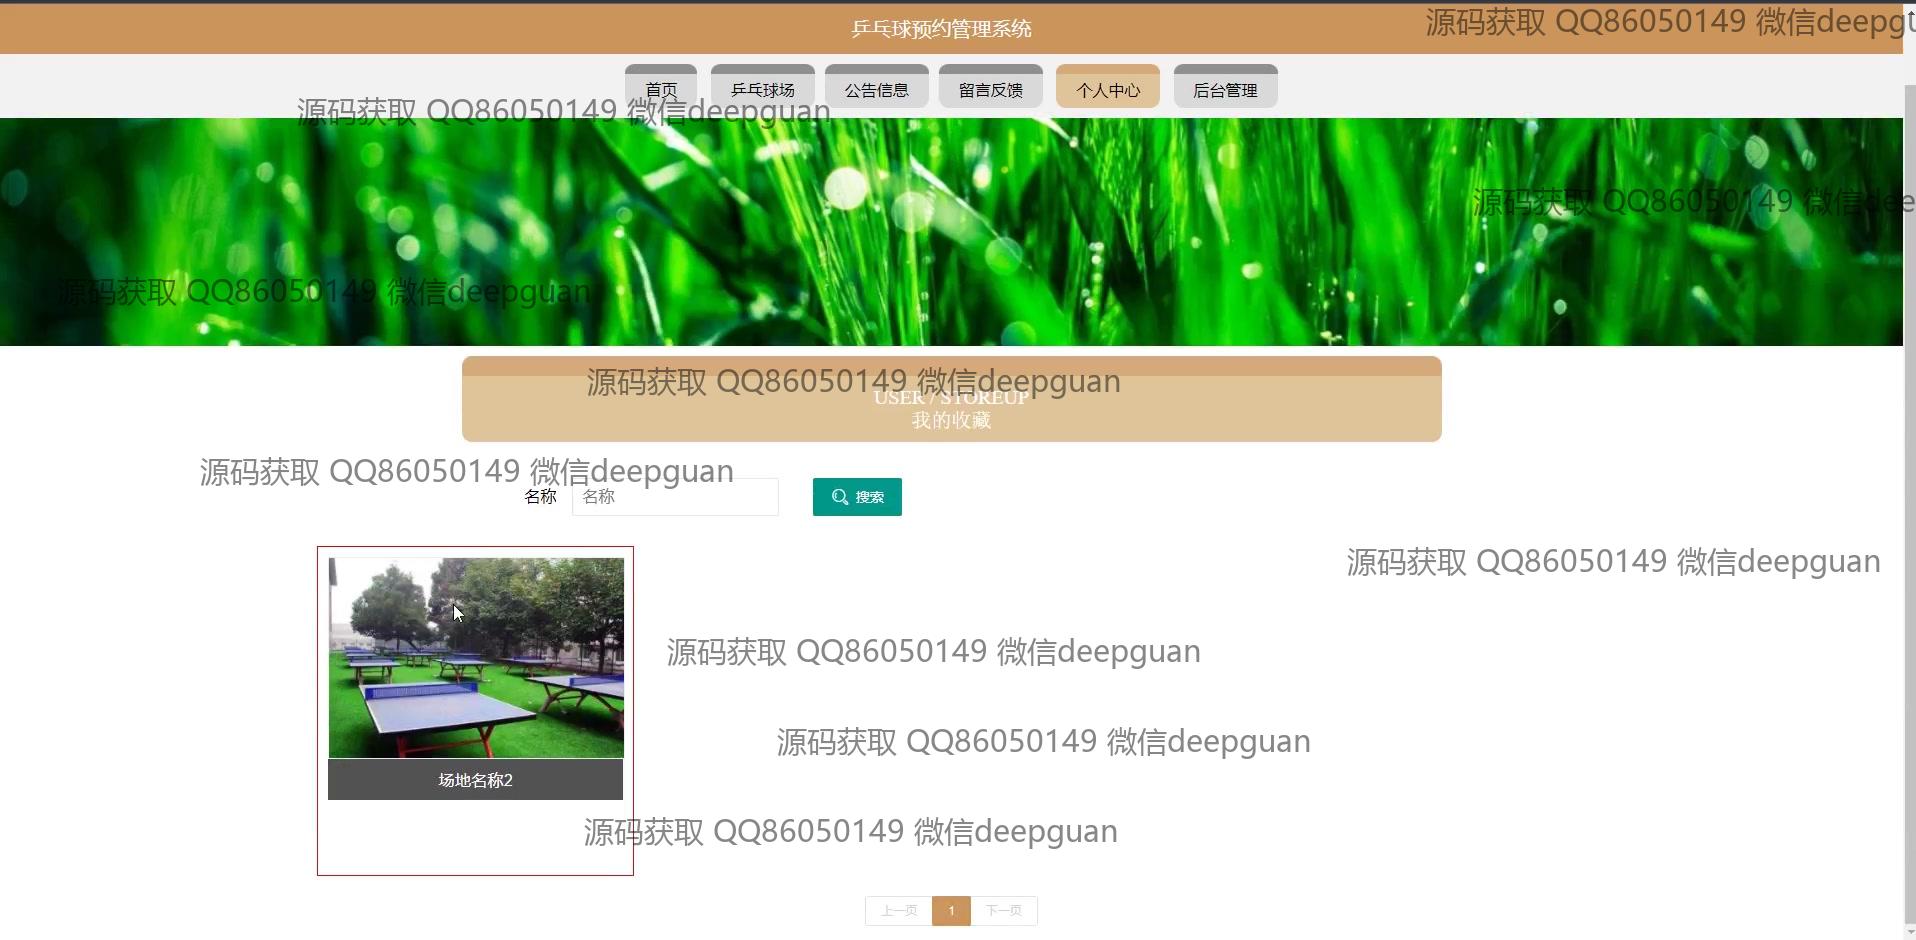 乒乓球预约管理系统
源码获取 QQ86050149 微信deepgu
首页
乒乓球场
公告信息
留言反馈
个人中心
后台管理
源码获取 QQ86050149 微信deepguan
源码获取 QQ86050149 微信dee
源码获取 QQ86050149 微信deepguan
源码获取 QQ86050149 微信deepguan
USER / STOREUP
我的收藏
源码获取 QQ86050149 微信deepguan
名称
名称
搜索
源码获取 QQ86050149 微信deepguan
源码获取 QQ86050149 微信deepguan
源码获取 QQ86050149 微信deepguan
场地名称2
源码获取 QQ86050149 微信deepguan
上一页
1
下一页